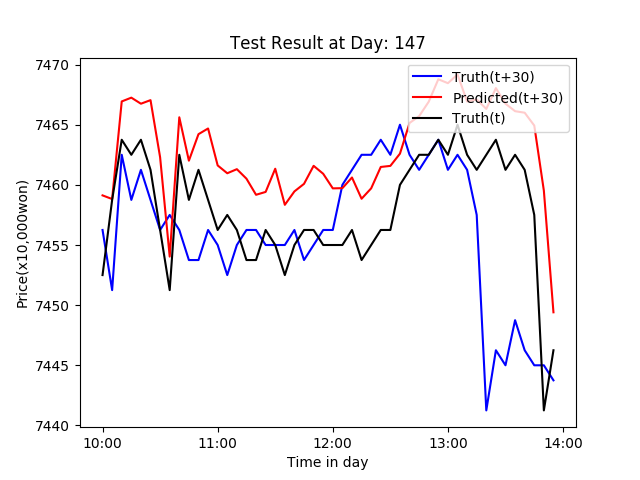 Test Result at Day: 147
7470
7465
7460
7455
7450
7445
7440
Price(x10,000won)
Truth(t+30)
Predicted(t+30)
Truth(t)
10:00 11:00 12:00 13:00 14:00
Time in day